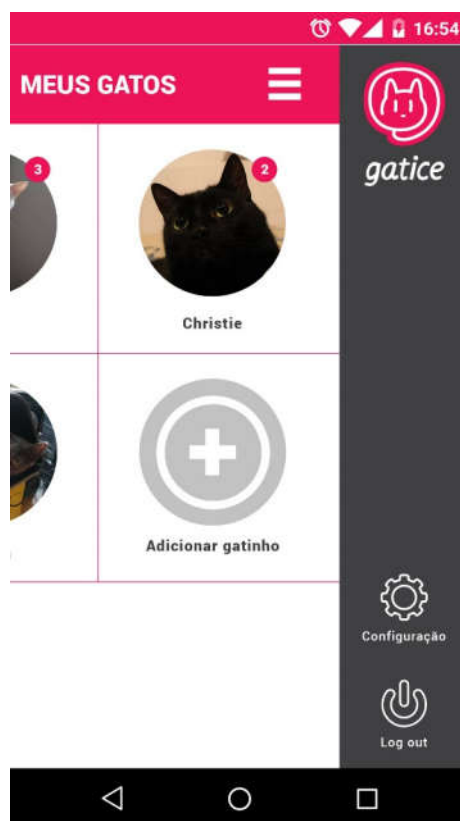 16:54
MEUS GATOS
gatice
3
2
Christie
Adicionar gatinho
Configuração
Log out